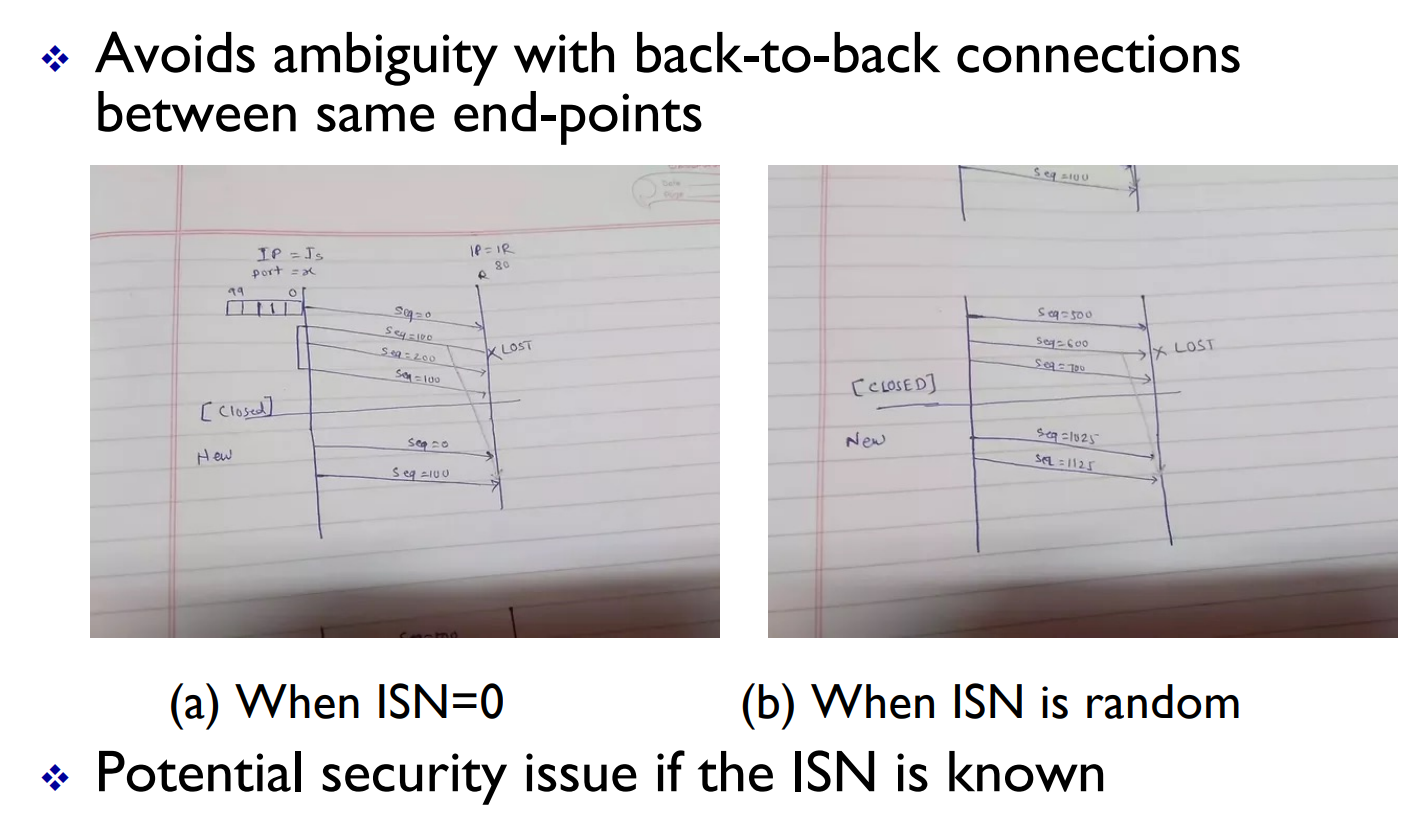 Avoids ambiguity with back-to-back connections
between same end-points
IP = Is
port = x
99 0
IP = IR
R 80
Seq=0
Seq=100
Seq=200
Seq=100
X LOST
[Closed]
New
Seq=0
Seq=100
Seq=100
Seq=500
Seq=600
Seq=700
X LOST
[CLOSED]
New
Seq=1025
Seq=1125
(a) When ISN=0
(b) When ISN is random
Potential security issue if the ISN is known